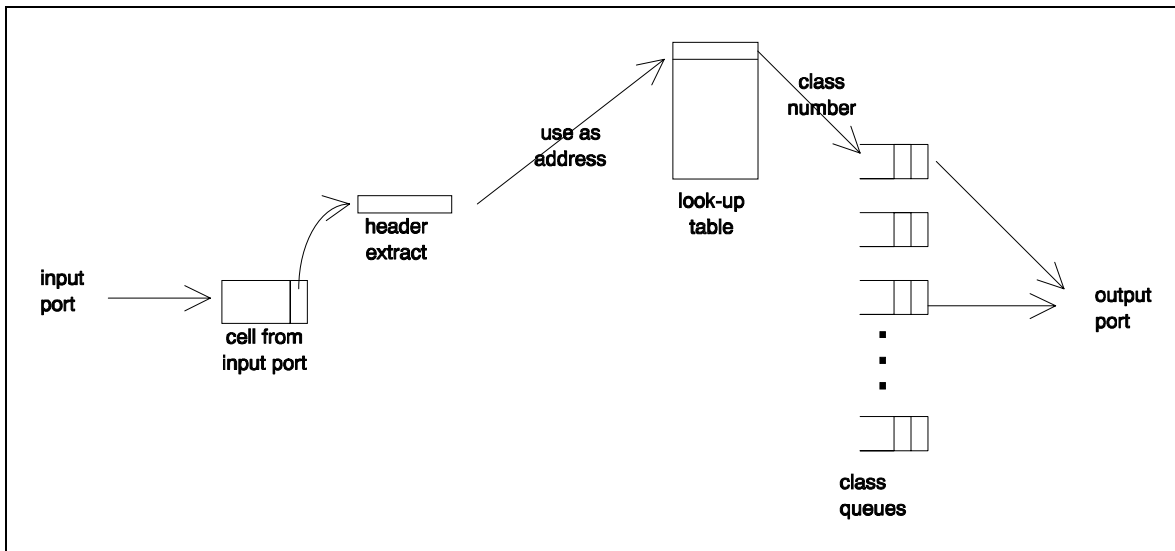 input
port
cell from
input port
header
extract
use as
address
look-up
table
class
number
class
queues
output
port